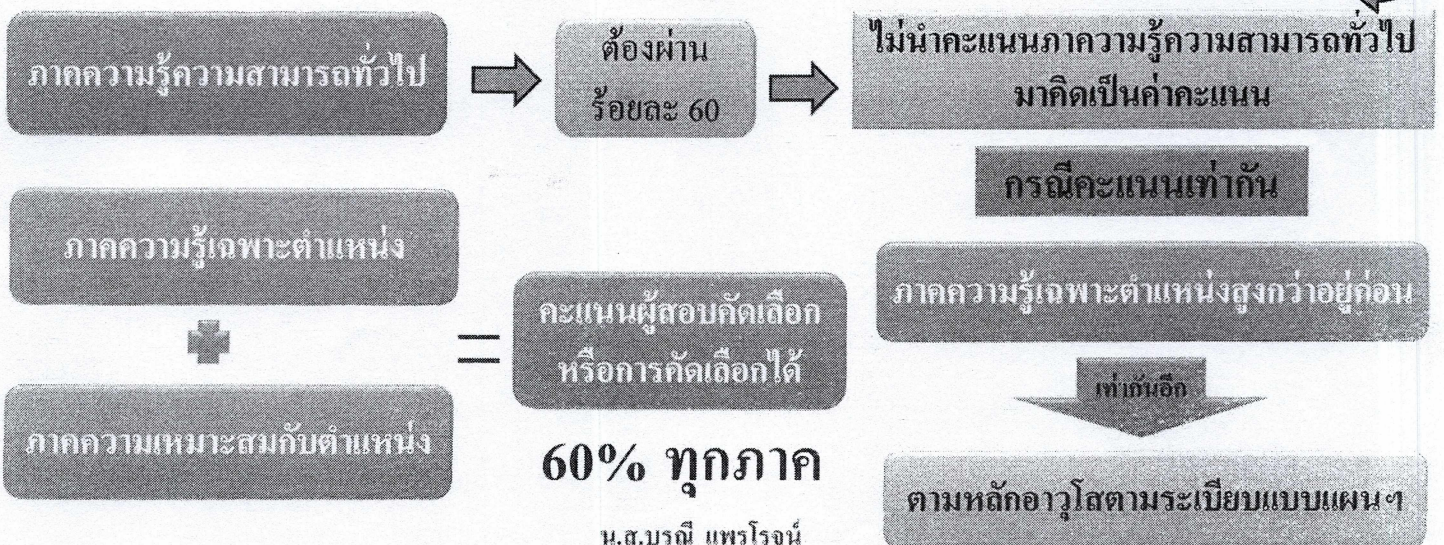 ภาคความรู้ความสามารถทั่วไป
ต้องผ่าน
ร้อยละ 60
ไม่นำคะแนนภาคความรู้ความสามารถทั่วไป
มาคิดเป็นค่าคะแนน
กรณีคะแนนเท่ากัน
ภาคความรู้เฉพาะตำแหน่ง
ภาคความเหมาะสมกับตำแหน่ง
=
คะแนนผู้สอบคัดเลือก
หรือการคัดเลือกได้
60% ทุกภาค
น.ส.บุรณี แพรโรจน์
ภาคความรู้เฉพาะตำแหน่งสูงกว่าอยู่ก่อน
เท่ากันอีก
ตามหลักอาวุโสตามระเบียบแบบแผนฯ